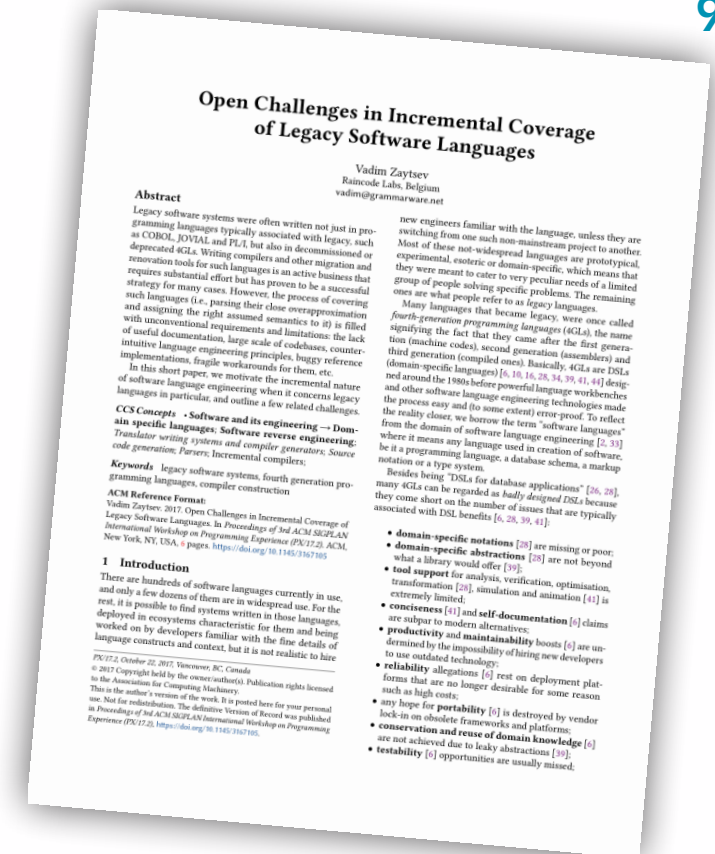 9
Open Challenges in Incremental Coverage
of Legacy Software Languages
Vadim Zaytsev
Raincode Labs, Belgium
vadim@grammarware.net
Abstract
Legacy software systems were often written not just in pro-
gramming languages typically associated with legacy, such
as COBOL, JOVIAL and PL/I, but also in decommissioned or
deprecated 4GLs. Writing compilers and other migration and
renovation tools for such languages is an active business that
requires substantial effort but has proven to be a successful
strategy for many cases. However, the process of covering
such languages (i.e., parsing their close overapproximation
and assigning the right assumed semantics to it) is filled
with unconventional requirements and limitations: the lack
of useful documentation, large scale of codebases, counter-
intuitive language engineering principles, buggy reference
implementations, fragile workarounds for them, etc.
In this short paper, we motivate the incremental nature
of software language engineering when it concerns legacy
languages in particular, and outline a few related challenges.
CCS Concepts • Software and its engineering → Dom-
ain specific languages; Software reverse engineering;
Translator writing systems and compiler generators; Source
code generation; Parsers; Incremental compilers;
Keywords legacy software systems, fourth generation pro-
gramming languages, compiler construction
ACM Reference Format:
Vadim Zaytsev. 2017. Open Challenges in Incremental Coverage of
Legacy Software Languages. In Proceedings of 3rd ACM SIGPLAN
International Workshop on Programming Experience (PX/17.2). ACM,
New York, NY, USA, 6 pages. https://doi.org/10.1145/3167105
1 Introduction
There are hundreds of software languages currently in use,
and only a few dozens of them are in widespread use. For the
rest, it is possible to find systems written in those languages,
deployed in ecosystems characteristic for them and being
worked on by developers familiar with the fine details of
language constructs and context, but it is not realistic to hire
PX/17.2, October 22, 2017, Vancouver, BC, Canada
© 2017 Copyright held by the owner/author(s). Publication rights licensed
to the Association for Computing Machinery.
This is the author's version of the work. It is posted here for your personal
use. Not for redistribution. The definitive Version of Record was published
in Proceedings of 3rd ACM SIGPLAN International Workshop on Programming
Experience (PX/17.2), https://doi.org/10.1145/3167105.
new engineers familiar with the language, unless they are
switching from one such non-mainstream project to another.
Most of these not-widespread languages are prototypical,
experimental, esoteric or domain-specific, which means that
they were meant to cater to very peculiar needs of a limited
group of people solving specific problems. The remaining
ones are what people refer to as legacy languages.
Many languages that became legacy, were once called
fourth-generation programming languages (4GLs), the name
signifying the fact that they came after the first genera-
tion (machine codes), second generation (assemblers) and
third generation (compiled ones). Basically, 4GLs are DSLs
(domain-specific languages) [6, 10, 16, 28, 34, 39, 41, 44] desig-
ned around the 1980s before powerful language workbenches
and other software language engineering technologies made
the process easy and (to some extent) error-proof. To reflect
the reality closer, we borrow the term "software languages"
from the domain of software language engineering [2, 33]
where it means any language used in creation of software,
be it a programming language, a database schema, a markup
notation or a type system.
Besides being "DSLs for database applications" [26, 28],
many 4GLs can be regarded as badly designed DSLs because
they come short on the number of issues that are typically
associated with DSL benefits [6, 28, 39, 41]:
• domain-specific notations [28] are missing or poor;
• domain-specific abstractions [28] are not beyond
what a library would offer [39];
• tool support for analysis, verification, optimisation,
transformation [28], simulation and animation [41] is
extremely limited;
• conciseness [41] and self-documentation [6] claims
are subpar to modern alternatives;
• productivity and maintainability boosts [6] are un-
dermined by the impossibility of hiring new developers
to use outdated technology;
• reliability allegations [6] rest on deployment plat-
forms that are no longer desirable for some reason
such as high costs;
• any hope for portability [6] is destroyed by vendor
lock-in on obsolete frameworks and platforms;
• conservation and reuse of domain knowledge [6]
are not achieved due to leaky abstractions [39];
• testability [6] opportunities are usually missed;